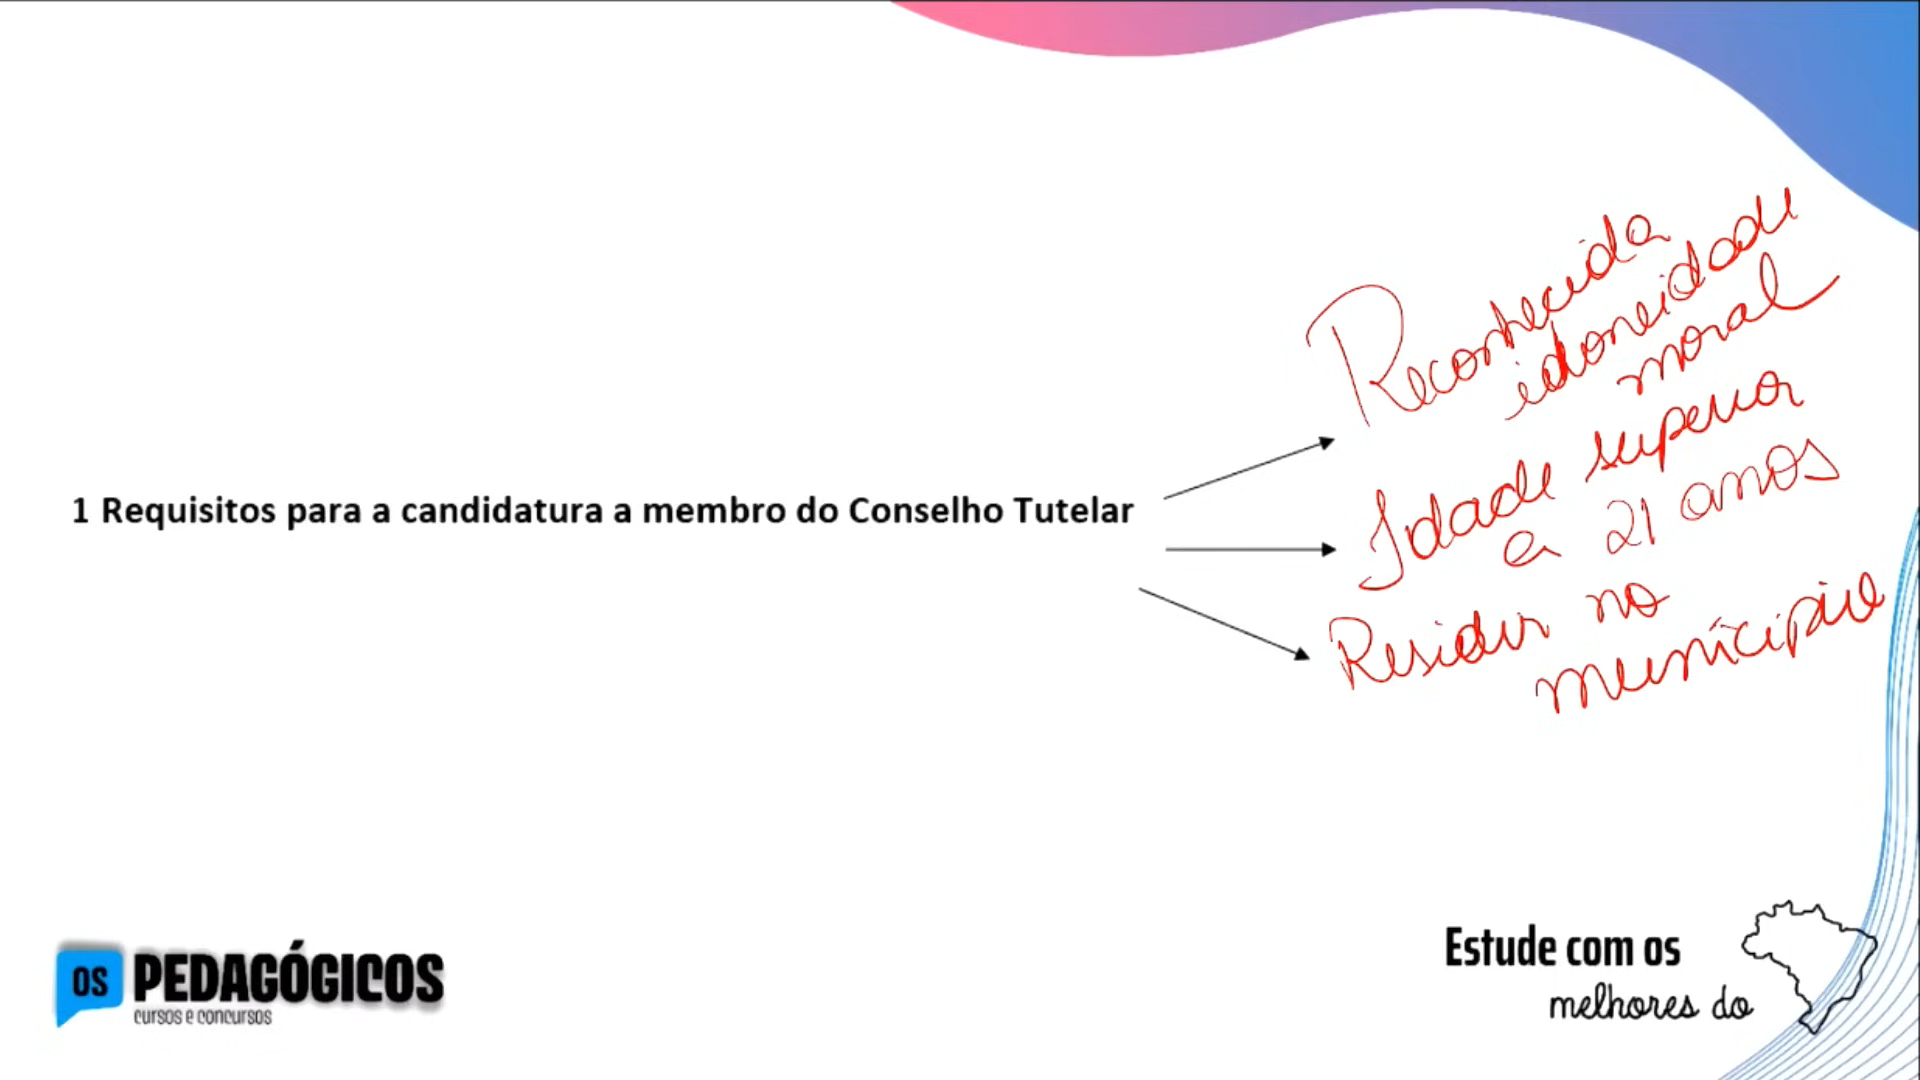 Reconhecida
idoneidade
moral
1 Requisitos para a candidatura a membro do Conselho Tutelar
Idade superior
a 21 anos
Residir no
município
OS PEDAGÓGICOS
cursos e concursos
Estude com os
melhores do